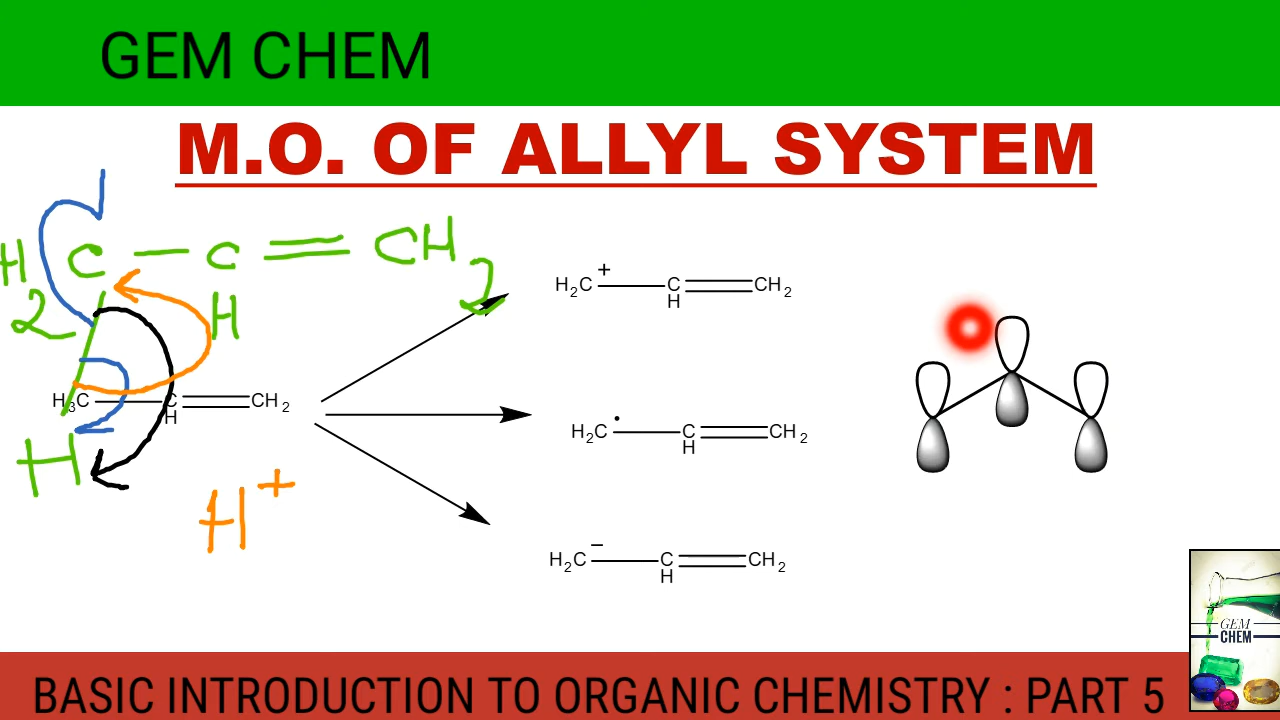 GEM CHEM
M.O. OF ALLYL SYSTEM
H2C — C = CH2
H
H
H+
H3C — C = CH2
H
H2C+ — C = CH2
H
H2C• — C = CH2
H
H2C− — C = CH2
H
GEM
CHEM
BASIC INTRODUCTION TO ORGANIC CHEMISTRY : PART 5